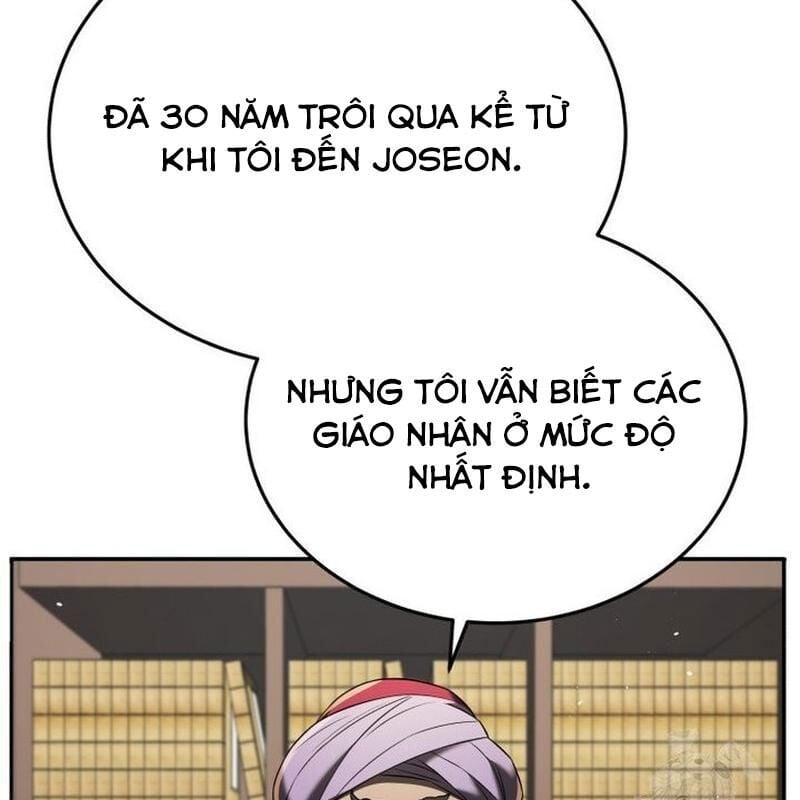 ĐÃ 30 NĂM TRÔI QUA KỂ TỪ
KHI TÔI ĐẾN JOSEON.
NHƯNG TÔI VẪN BIẾT CÁC
GIÁO NHÂN Ở MỨC ĐỘ
NHẤT ĐỊNH.